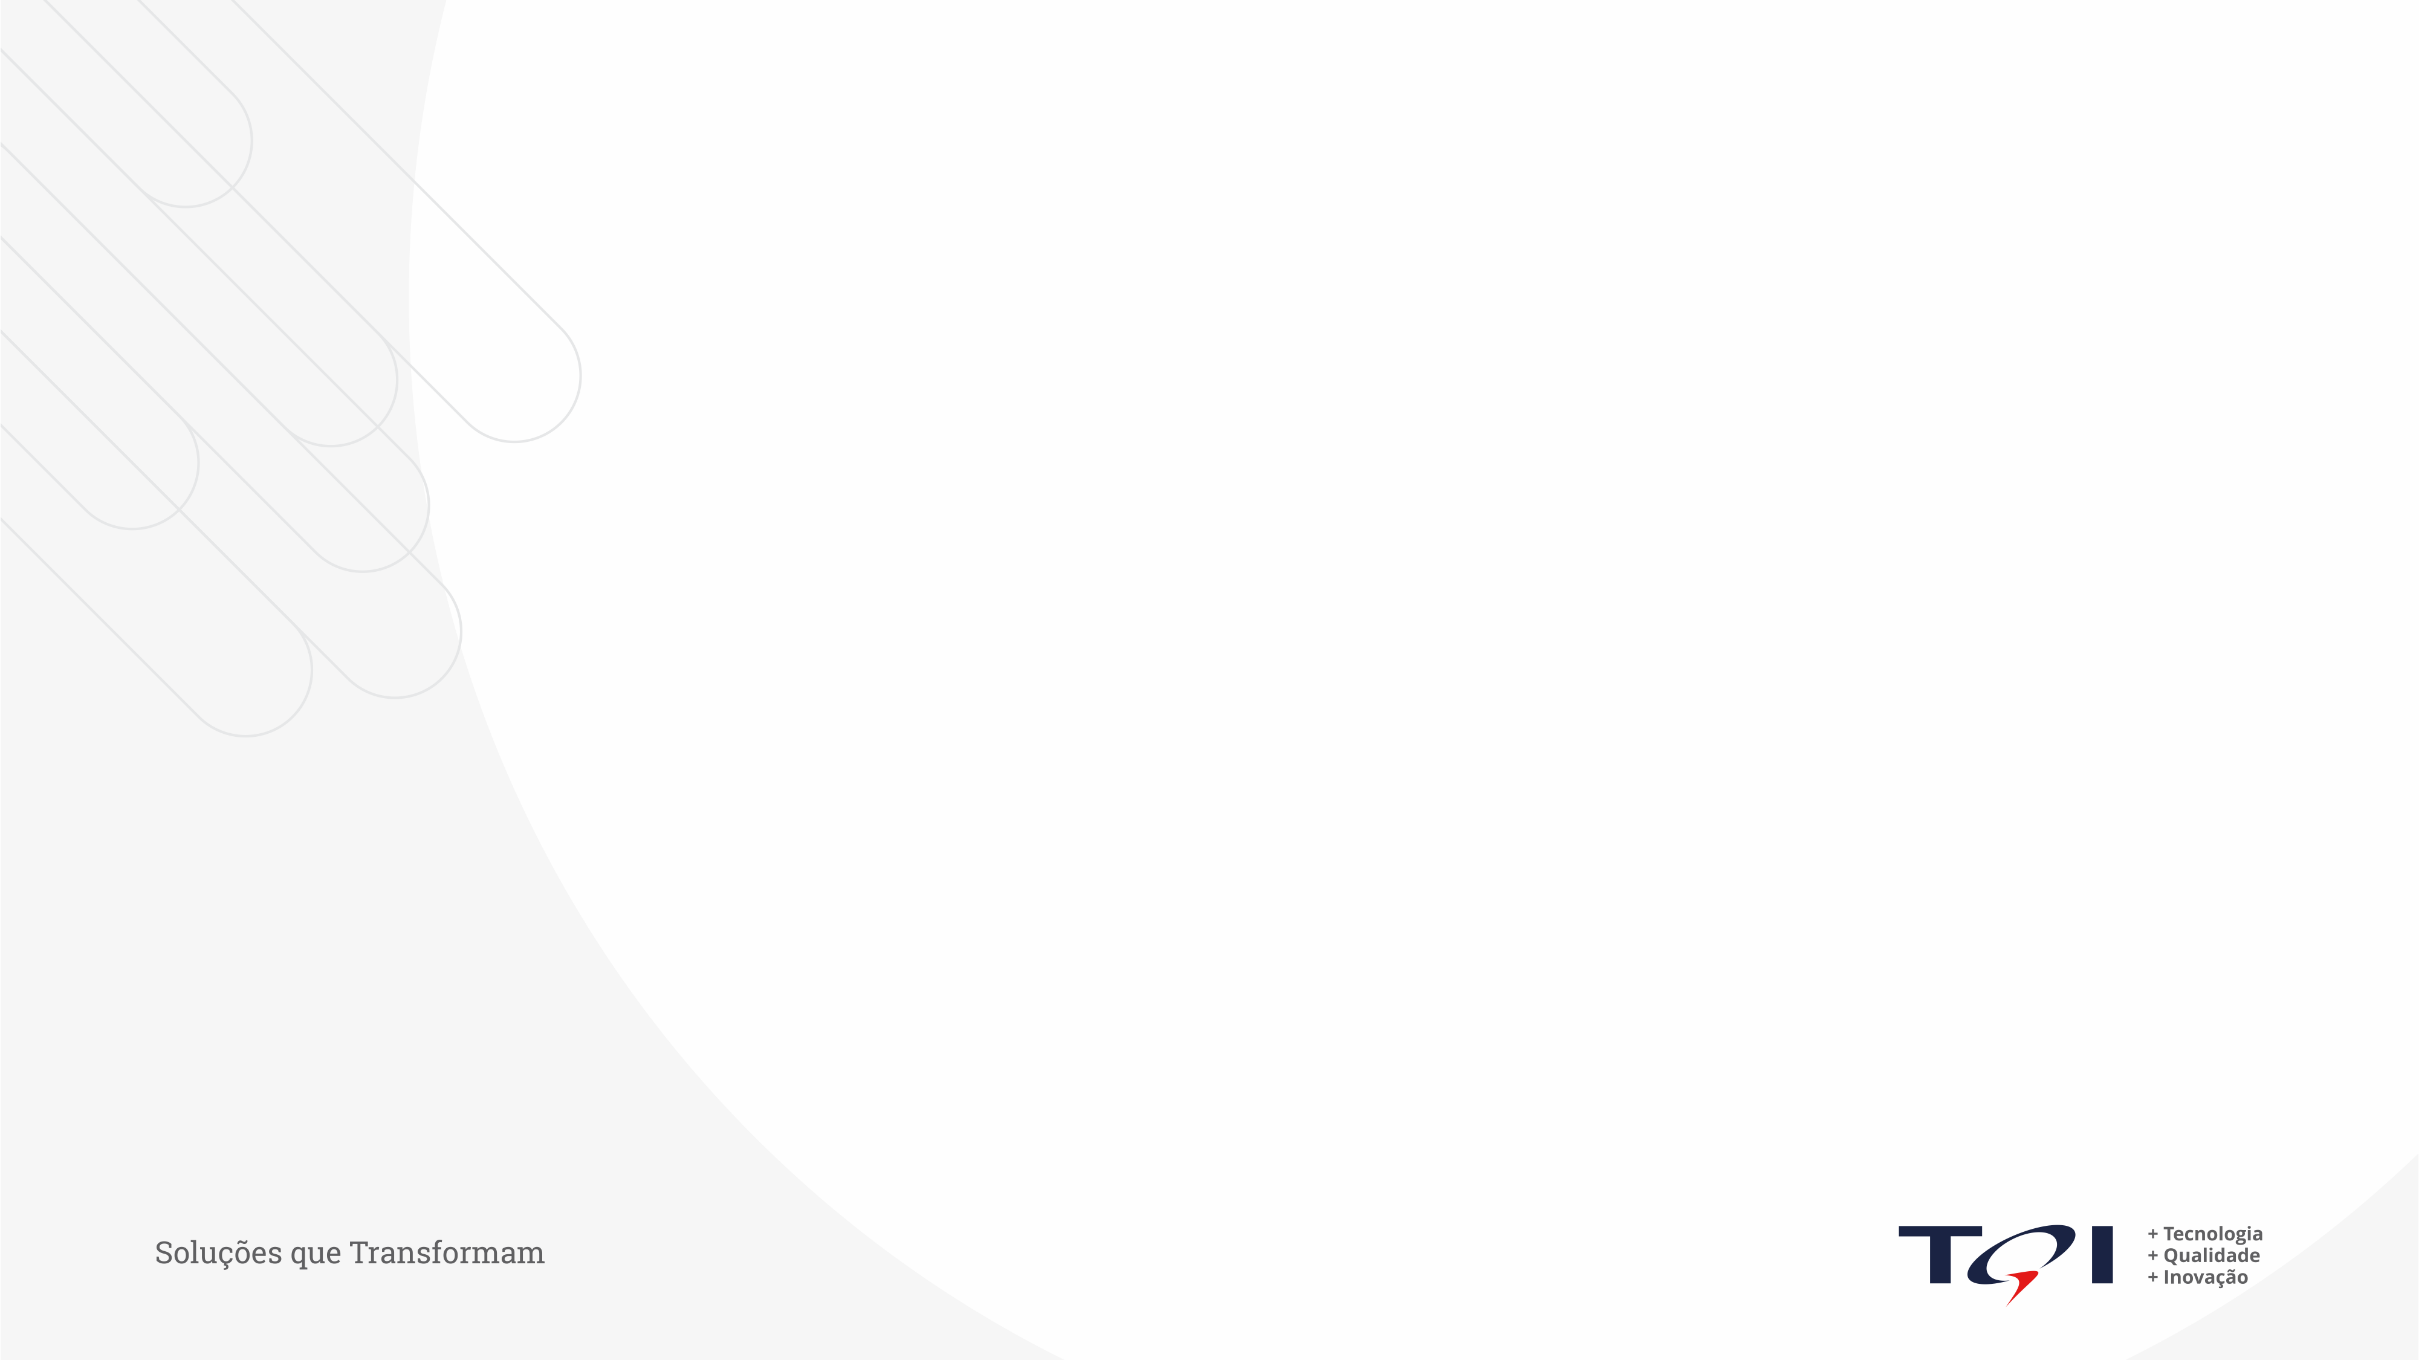 Soluções que Transformam
TQI
+ Tecnologia
+ Qualidade
+ Inovação